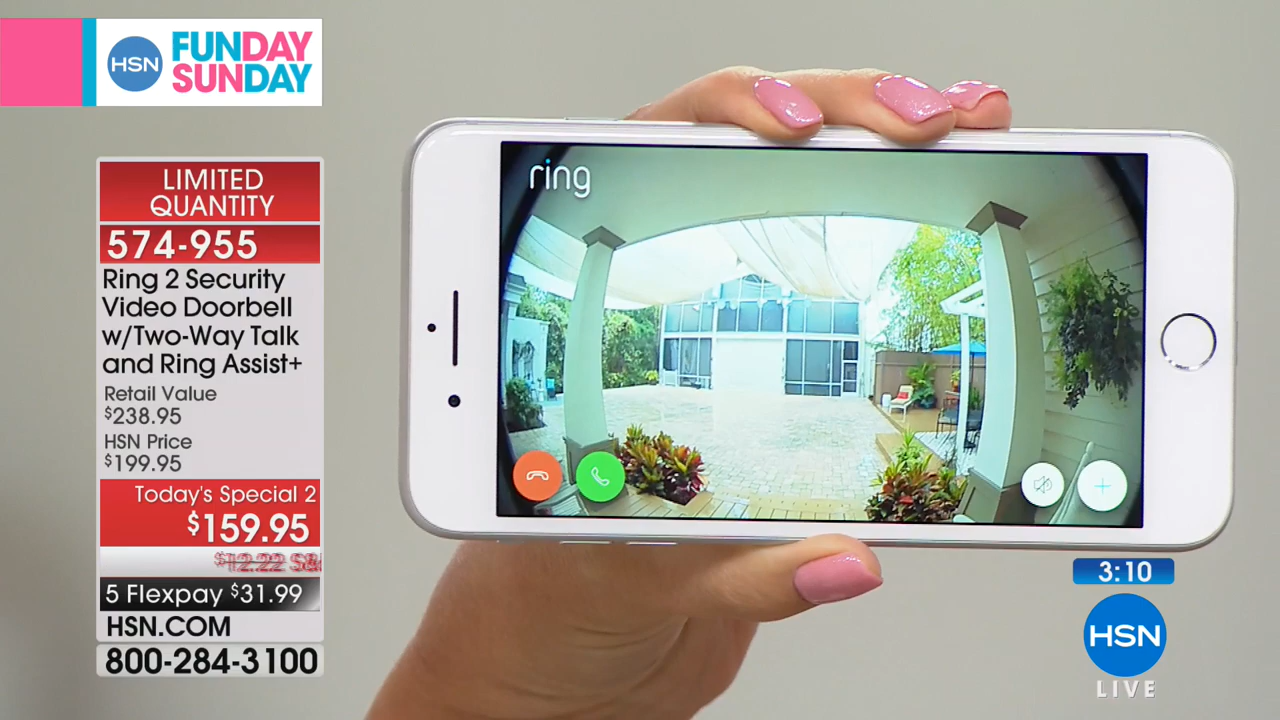 HSN
FUNDAY
SUNDAY
LIMITED
QUANTITY
574-955
Ring 2 Security
Video Doorbell
w/Two-Way Talk
and Ring Assist+
Retail Value
$238.95
HSN Price
$199.95
Today's Special 2
$159.95
$12.22 S&
5 Flexpay $31.99
HSN.COM
800-284-3100
ring
3:10
HSN
LIVE